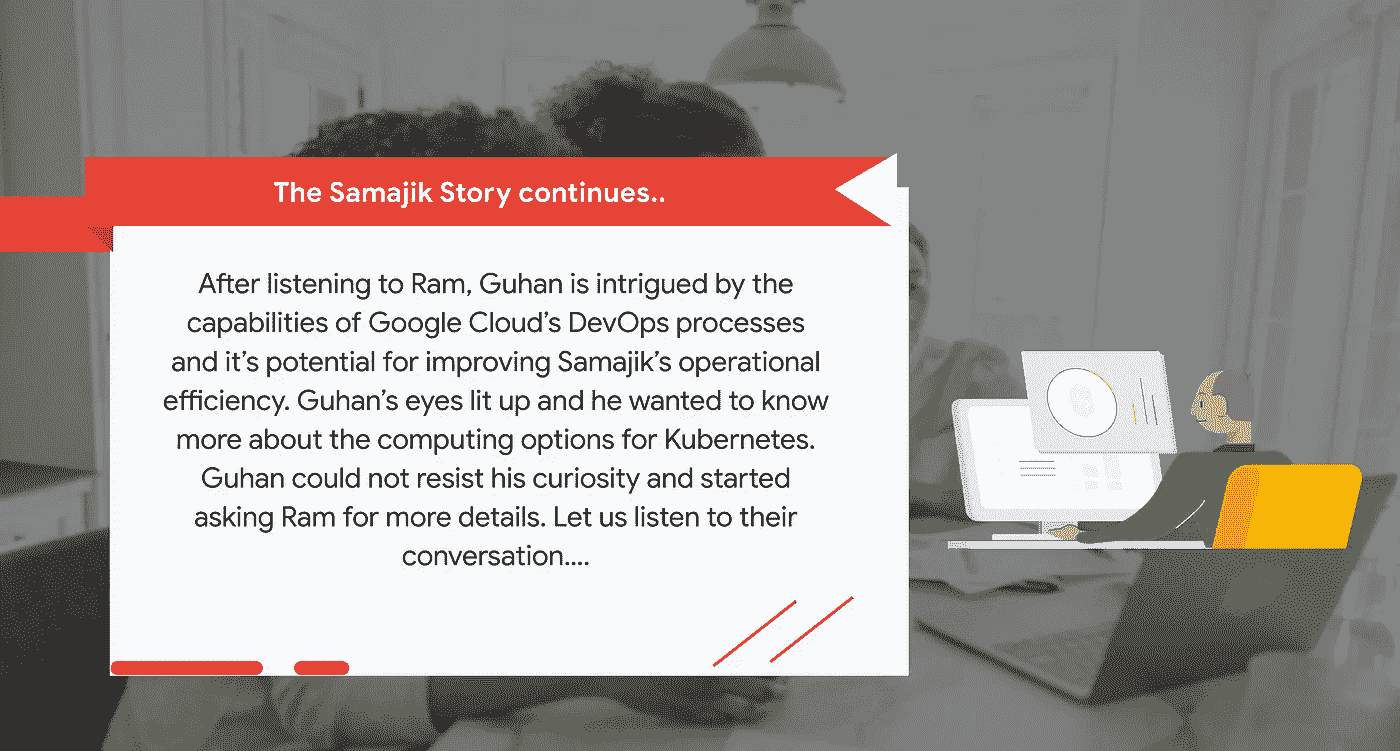 The Samajik Story continues..
After listening to Ram, Guhan is intrigued by the
capabilities of Google Cloud’s DevOps processes
and it’s potential for improving Samajik’s operational
efficiency. Guhan’s eyes lit up and he wanted to know
more about the computing options for Kubernetes.
Guhan could not resist his curiosity and started
asking Ram for more details. Let us listen to their
conversation....